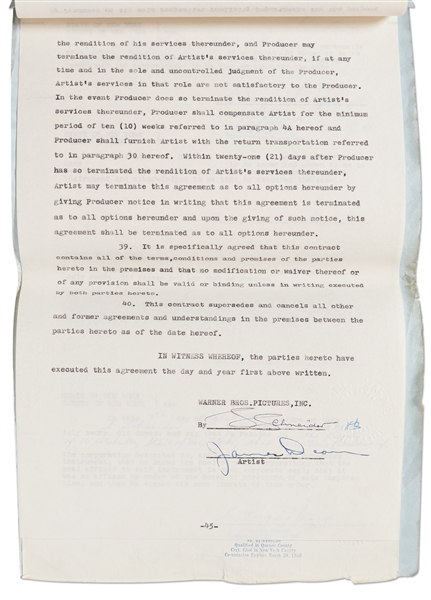 the rendition of his services thereunder, and Producer may
terminate the rendition of Artist's services thereunder, if at any
time and in the sole and uncontrolled judgment of the Producer,
Artist's services in that role are not satisfactory to the Producer.
In the event Producer does so terminate the rendition of Artist's
services thereunder, Producer shall compensate Artist for the minimum
period of ten (10) weeks referred to in paragraph 4A hereof and
Producer shall furnish Artist with the return transportation referred
to in paragraph 30 hereof. Within twenty-one (21) days after Producer
has so terminated the rendition of Artist's services thereunder,
Artist may terminate this agreement as to all options hereunder by
giving Producer notice in writing that this agreement is terminated
as to all options hereunder and upon the giving of such notice, this
agreement shall be terminated as to all options hereunder.
39. It is specifically agreed that this contract
contains all of the terms,conditions and promises of the parties
hereto in the premises and that no modification or waiver thereof or
of any provision shall be valid or binding unless in writing executed
by both parties hereto.
40. This contract supersedes and cancels all other
and former agreements and understandings in the premises between the
parties hereto as of the date hereof.
IN WITNESS WHEREOF, the parties hereto have
executed this agreement the day and year first above written.
WARNER BROS.PICTURES,INC.
By Schneider
James Dean
Artist
-45-
Qualified in Queens County